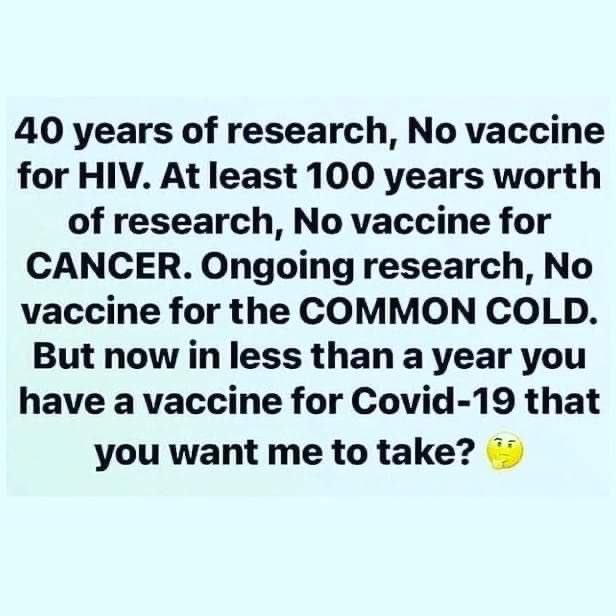 40 years of research, No vaccine
for HIV. At least 100 years worth
of research, No vaccine for
CANCER. Ongoing research, No
vaccine for the COMMON COLD.
But now in less than a year you
have a vaccine for Covid-19 that
you want me to take? 🤔